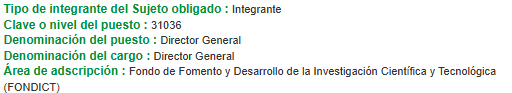 Tipo de integrante del Sujeto obligado : Integrante
Clave o nivel del puesto : 31036
Denominación del puesto : Director General
Denominación del cargo : Director General
Área de adscripción : Fondo de Fomento y Desarrollo de la Investigación Científica y Tecnológica
(FONDICT)